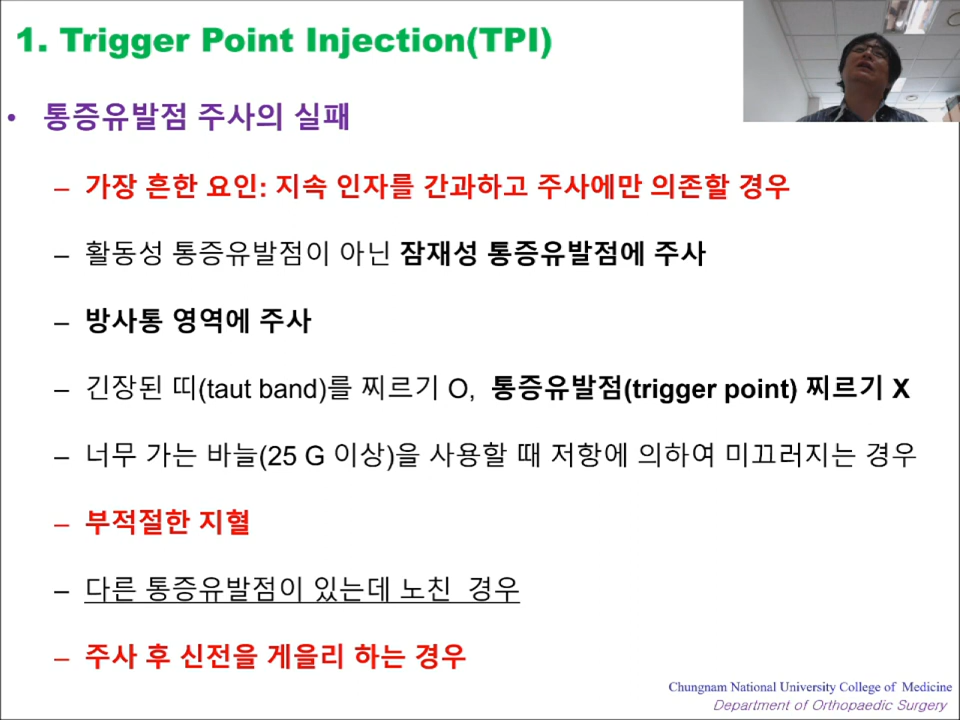 1. Trigger Point Injection(TPI)
• 통증유발점 주사의 실패
– 가장 흔한 요인: 지속 인자를 간과하고 주사에만 의존할 경우
– 활동성 통증유발점이 아닌 잠재성 통증유발점에 주사
– 방사통 영역에 주사
– 긴장된 띠(taut band)를 찌르기 O, 통증유발점(trigger point) 찌르기 X
– 너무 가는 바늘(25 G 이상)을 사용할 때 저항에 의하여 미끄러지는 경우
– 부적절한 지혈
– 다른 통증유발점이 있는데 노친 경우
– 주사 후 신전을 게을리 하는 경우
Chungnam National University College of Medicine
Department of Orthopaedic Surgery